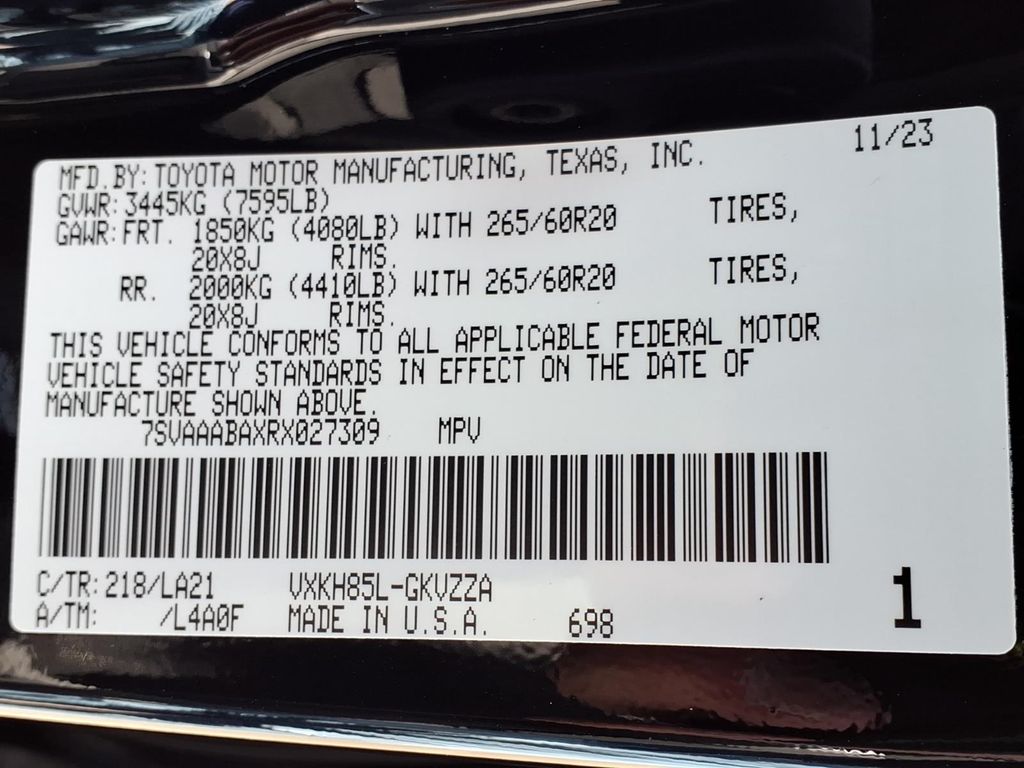 11/23
MFD.BY: TOYOTA MOTOR MANUFACTURING, TEXAS, INC.
GVWR: 3445KG (7595LB)
GAWR: FRT. 1850KG (4080LB) WITH 265/60R20 TIRES,
20X8J RIMS.
RR. 2000KG (4410LB) WITH 265/60R20 TIRES,
20X8J RIMS.
THIS VEHICLE CONFORMS TO ALL APPLICABLE FEDERAL MOTOR
VEHICLE SAFETY STANDARDS IN EFFECT ON THE DATE OF
MANUFACTURE SHOWN ABOVE.
7SVAAABAXRX027309 MPV
C/TR: 218/LA21 VXKH85L-GKVZZA
A/TM: /L4A0F MADE IN U.S.A. 698
1